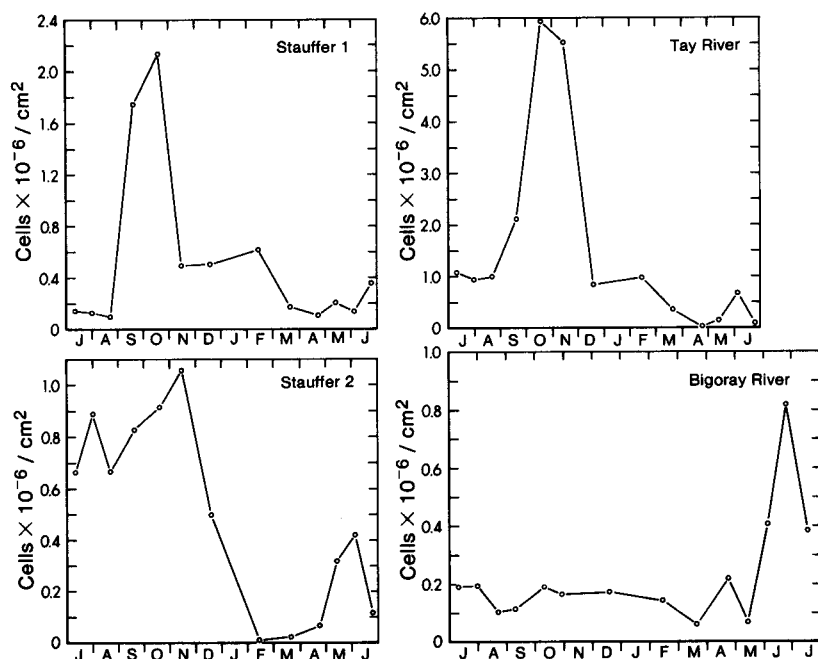 Stauffer 1
Cells × 10⁻⁶ / cm²
2.4
2.0
1.6
1.2
0.8
0.4
0
J A S O N D J F M A M J
Tay River
Cells × 10⁻⁶ / cm²
6.0
5.0
4.0
3.0
2.0
1.0
0
J A S O N D J F M A M J
Stauffer 2
Cells × 10⁻⁶ / cm²
1.0
0.8
0.6
0.4
0.2
0
J A S O N D J F M A M J
Bigoray River
Cells × 10⁻⁶ / cm²
1.0
0.8
0.6
0.4
0.2
0
J A S O N D J F M A M J J